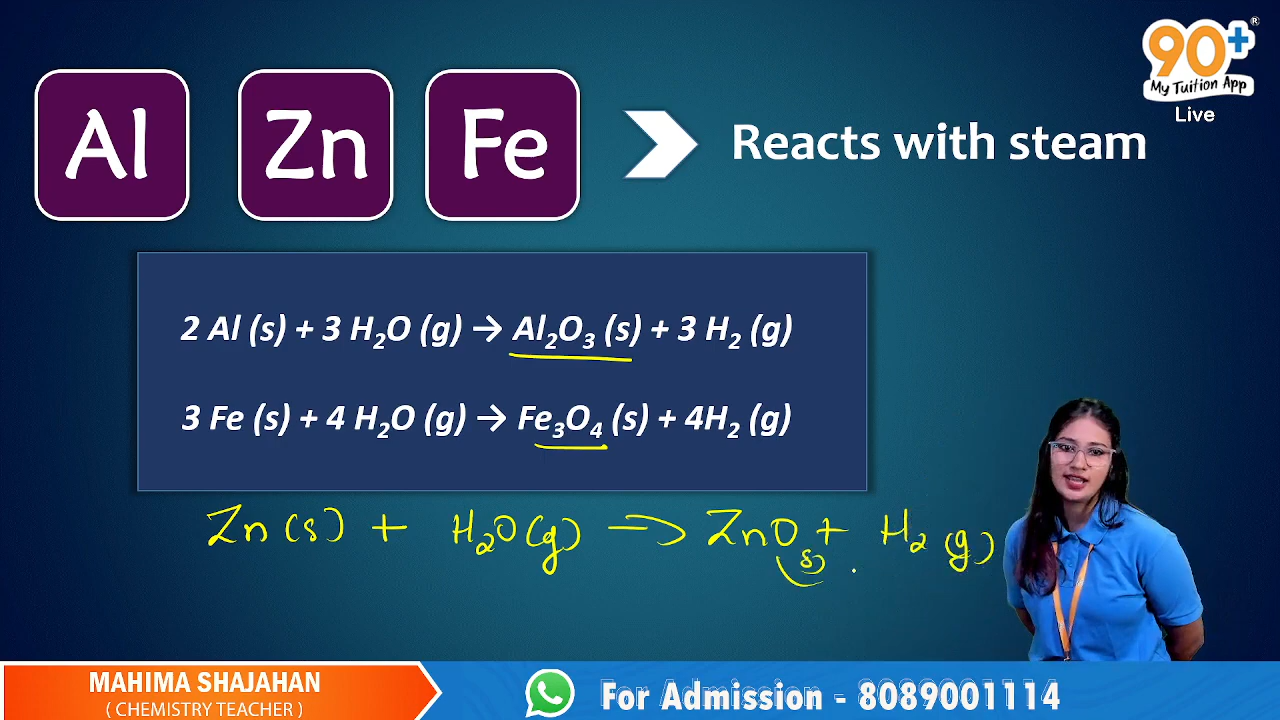 90+®
My Tuition App
Live
Al
Zn
Fe
Reacts with steam
2 Al (s) + 3 H₂O (g) → Al₂O₃ (s) + 3 H₂ (g)
3 Fe (s) + 4 H₂O (g) → Fe₃O₄ (s) + 4H₂ (g)
Zn(s) + H₂O(g) → ZnO(s) + H₂(g)
MAHIMA SHAJAHAN
( CHEMISTRY TEACHER )
For Admission - 8089001114